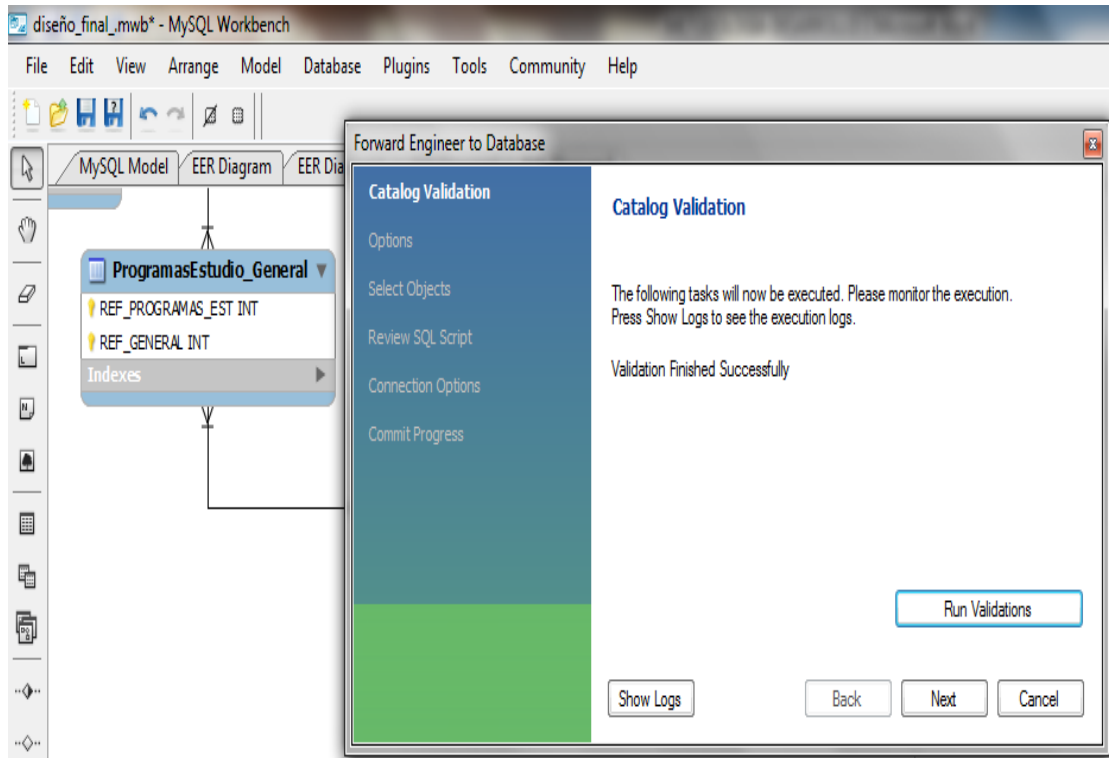 diseño_final_.mwb* - MySQL Workbench
File Edit View Arrange Model Database Plugins Tools Community Help
MySQL Model EER Diagram EER Dia
ProgramasEstudio_General
REF_PROGRAMAS_EST INT
REF_GENERAL INT
Indexes
Forward Engineer to Database
Catalog Validation
Options
Select Objects
Review SQL Script
Connection Options
Commit Progress
Catalog Validation
The following tasks will now be executed. Please monitor the execution.
Press Show Logs to see the execution logs.
Validation Finished Successfully
Run Validations
Show Logs Back Next Cancel